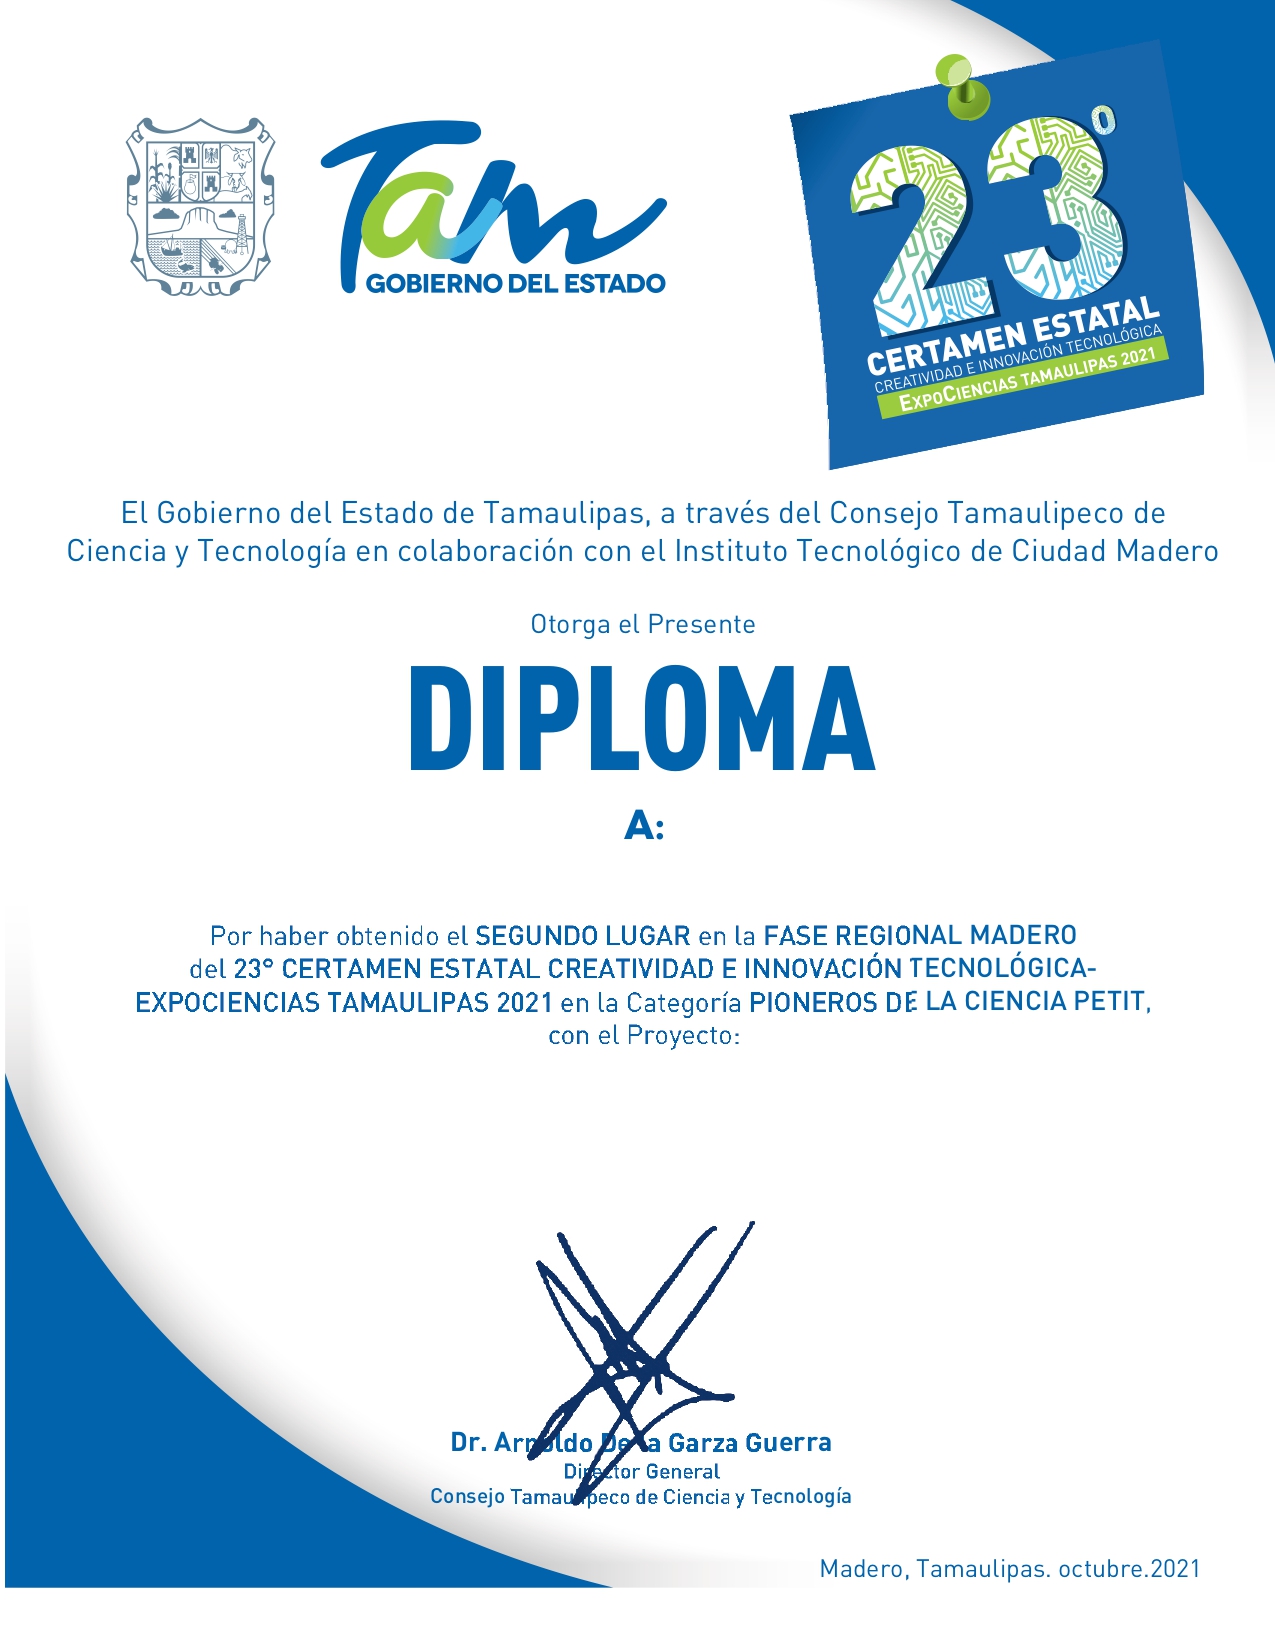 Tam
GOBIERNO DEL ESTADO
23º
CERTAMEN ESTATAL
CREATIVIDAD E INNOVACIÓN TECNOLÓGICA
EXPOCIENCIAS TAMAULIPAS 2021
El Gobierno del Estado de Tamaulipas, a través del Consejo Tamaulipeco de
Ciencia y Tecnología en colaboración con el Instituto Tecnológico de Ciudad Madero
Otorga el Presente
DIPLOMA
A:
Por haber obtenido el SEGUNDO LUGAR en la FASE REGIONAL MADERO
del 23° CERTAMEN ESTATAL CREATIVIDAD E INNOVACIÓN TECNOLÓGICA-
EXPOCIENCIAS TAMAULIPAS 2021 en la Categoría PIONEROS DE LA CIENCIA PETIT,
con el Proyecto:
Dr. Arnoldo De la Garza Guerra
Director General
Consejo Tamaulipeco de Ciencia y Tecnología
Madero, Tamaulipas. octubre.2021